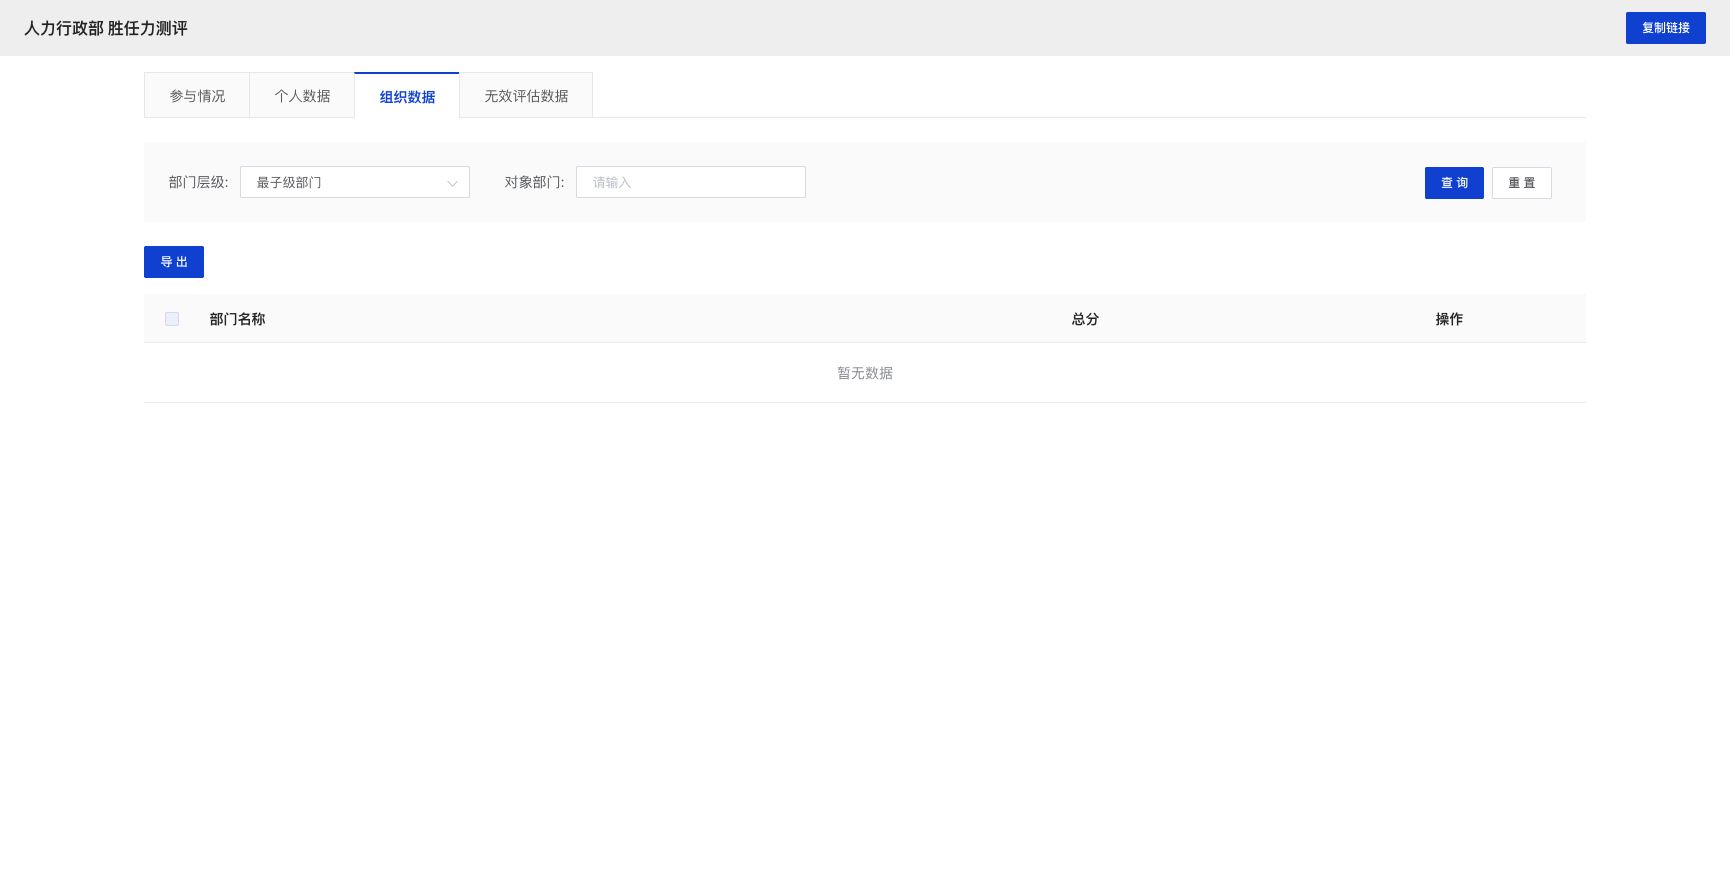 人力行政部 胜任力测评
复制链接
参与情况 个人数据 组织数据 无效评估数据
部门层级: 最子级部门 对象部门: 请输入 查 询 重 置
导 出
部门名称 总分 操作
暂无数据